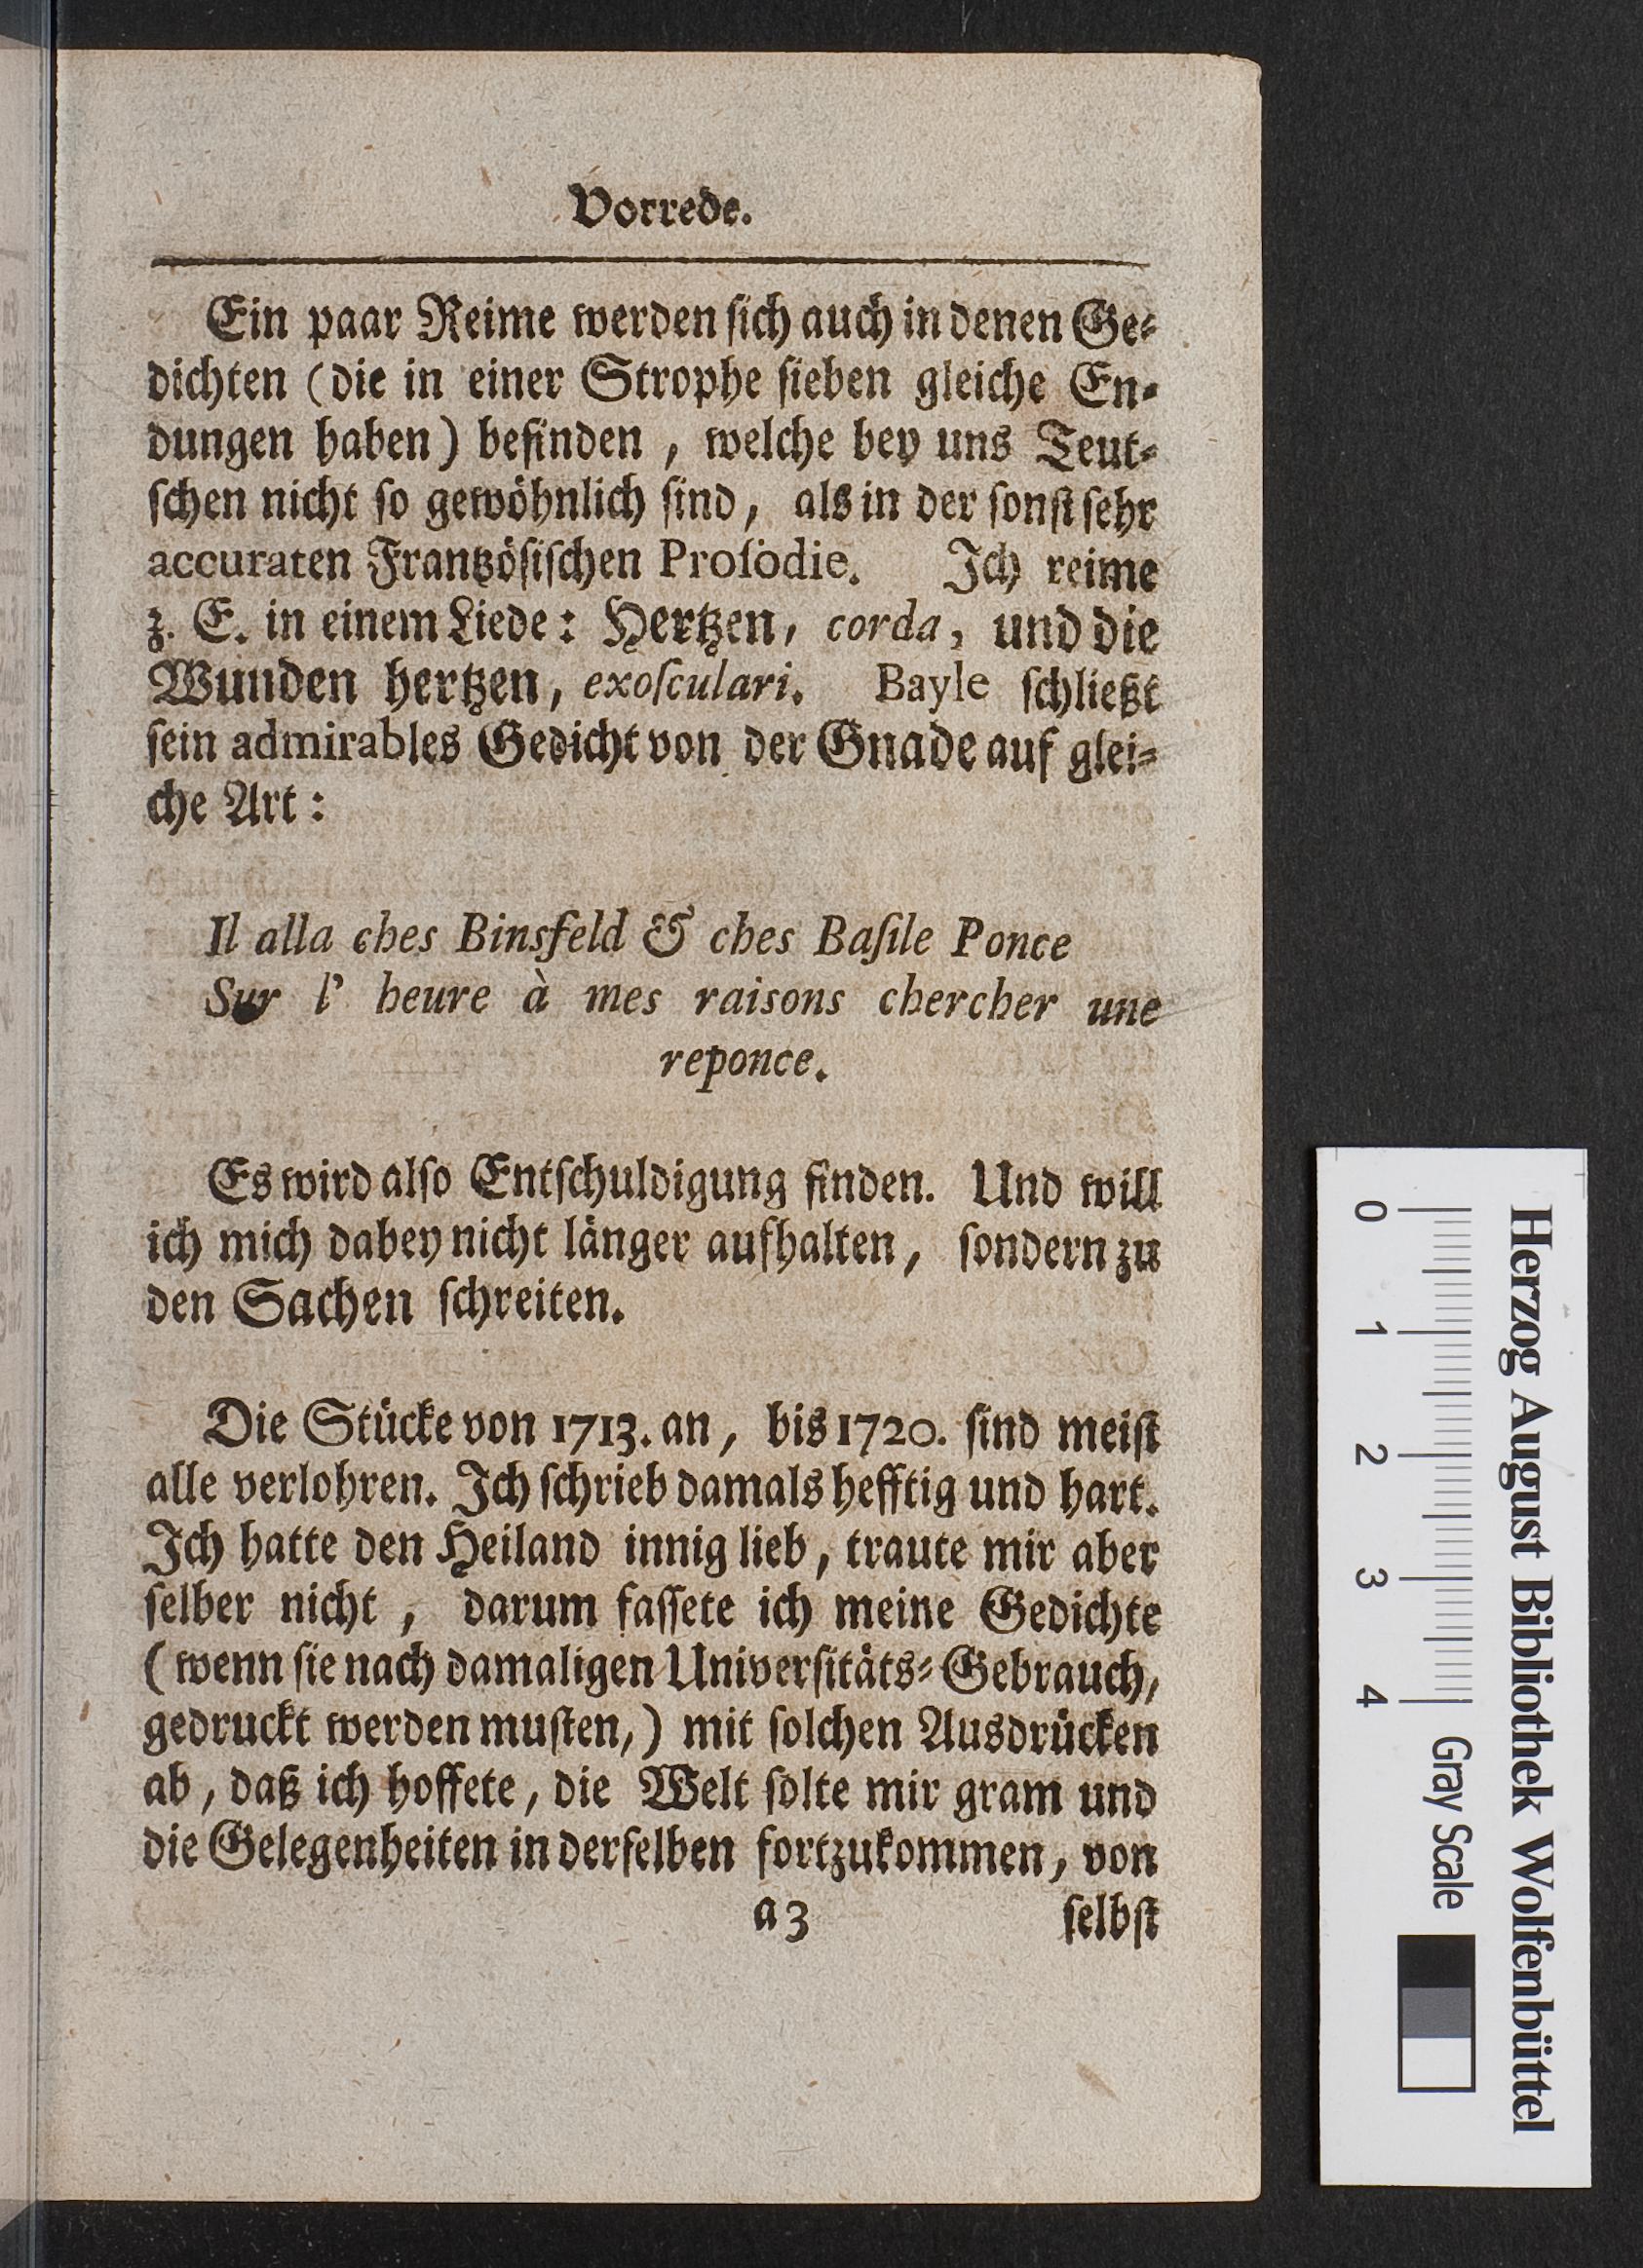 Vorrede.
Ein paar Reime werden ſich auch in denen Ge⸗
dichten (die in einer Strophe ſieben gleiche En⸗
dungen haben) befinden , welche bey uns Teut⸗
ſchen nicht ſo gewöhnlich ſind, als in der ſonſt ſehr
accuraten Frantzöſiſchen Proſodie. Ich reime
z. E. in einem Liede: Hertzen, corda, und die
Wunden hertzen, exoſculari. Bayle ſchließt
ſein admirables Gedicht von der Gnade auf glei⸗
che Art:
Il alla ches Binsfeld & ches Baſile Ponce
Sur l' heure à mes raisons chercher une
reponce.
Es wird alſo Entſchuldigung finden. Und will
ich mich dabey nicht länger aufhalten, ſondern zu
den Sachen ſchreiten.
Die Stücke von 1713. an, bis 1720. ſind meiſt
alle verlohren. Ich ſchrieb damals hefftig und hart.
Ich hatte den Heiland innig lieb, traute mir aber
ſelber nicht , darum faſſete ich meine Gedichte
(wenn ſie nach damaligen Univerſitäts⸗Gebrauch,
gedruckt werden muſten,) mit ſolchen Ausdrücken
ab, daß ich hoffete, die Welt ſolte mir gram und
die Gelegenheiten in derſelben fortzukommen, von
a 3 ſelbſt
Herzog August Bibliothek Wolfenbüttel
0 1 2 3 4 Gray Scale